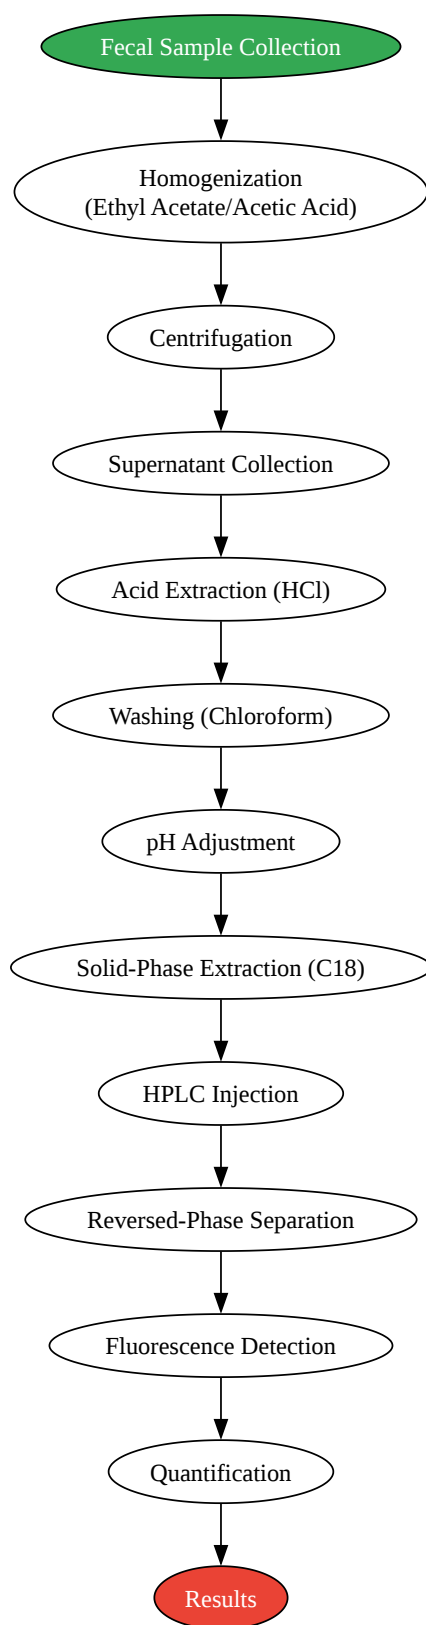 Fecal Sample Collection
Homogenization
(Ethyl Acetate/Acetic Acid)
Centrifugation
Supernatant Collection
Acid Extraction (HCl)
Washing (Chloroform)
pH Adjustment
Solid-Phase Extraction (C18)
HPLC Injection
Reversed-Phase Separation
Fluorescence Detection
Quantification
Results